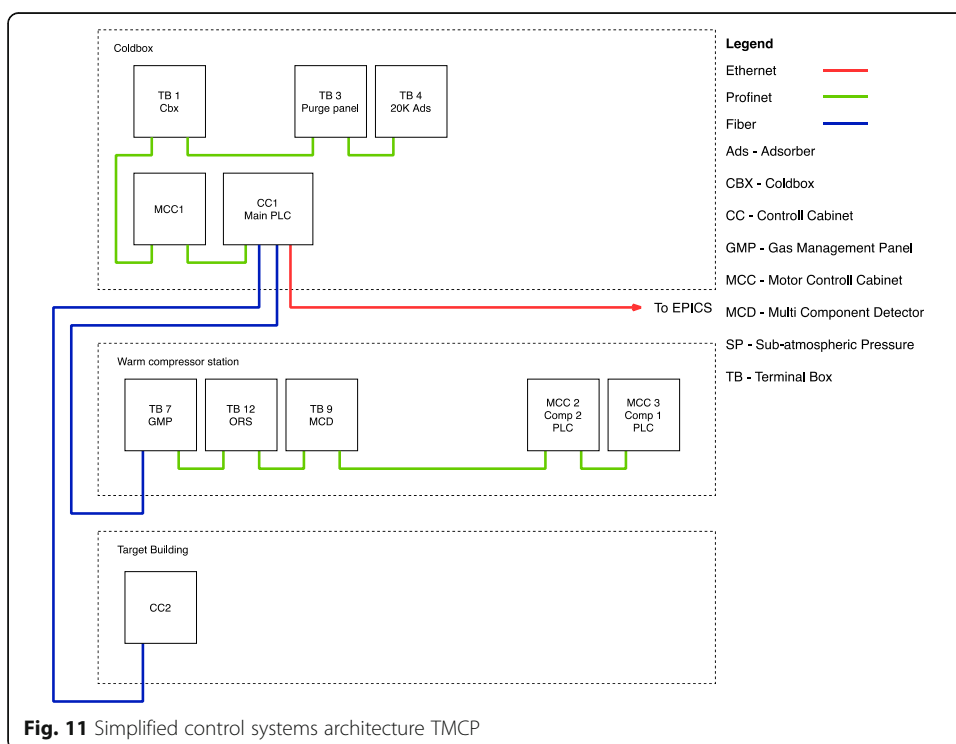 Coldbox
TB 1
Cbx
TB 3
Purge panel
TB 4
20K Ads
MCC1
CC1
Main PLC
To EPICS
Warm compressor station
TB 7
GMP
TB 12
ORS
TB 9
MCD
MCC 2
Comp 2
PLC
MCC 3
Comp 1
PLC
Target Building
CC2
Legend
Ethernet
Profinet
Fiber
Ads - Adsorber
CBX - Coldbox
CC - Controll Cabinet
GMP - Gas Management Panel
MCC - Motor Controll Cabinet
MCD - Multi Component Detector
SP - Sub-atmospheric Pressure
TB - Terminal Box
Fig. 11 Simplified control systems architecture TMCP